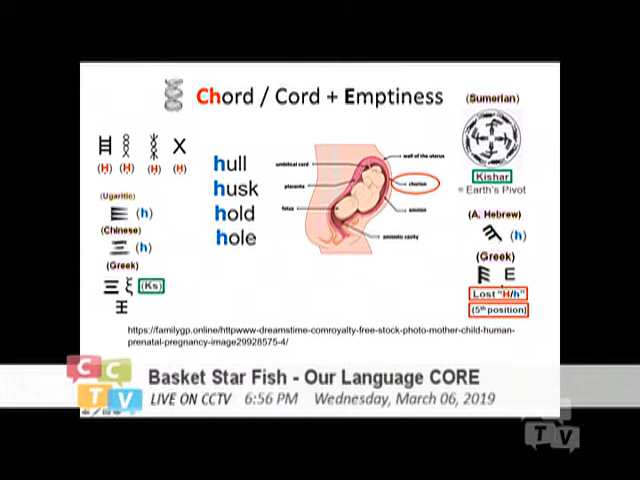 Chord / Cord + Emptiness
(Sumerian)
Kishar
= Earth's Pivot
(H) (H) (H) (H)
hull
husk
hold
hole
umbilical cord
placenta
fetus
wall of the uterus
chorion
amnion
amniotic cavity
(Ugaritic)
(h)
(Chinese)
(h)
(Greek)
ξ (Ks)
(A. Hebrew)
(h)
(Greek)
E
Lost "H/h"
(5th position)
https://familygp.online/httpwww-dreamstime-comroyalty-free-stock-photo-mother-child-human-
prenatal-pregnancy-image29928575-4/
CCTV
Basket Star Fish - Our Language CORE
LIVE ON CCTV 6:56 PM Wednesday, March 06, 2019
TV